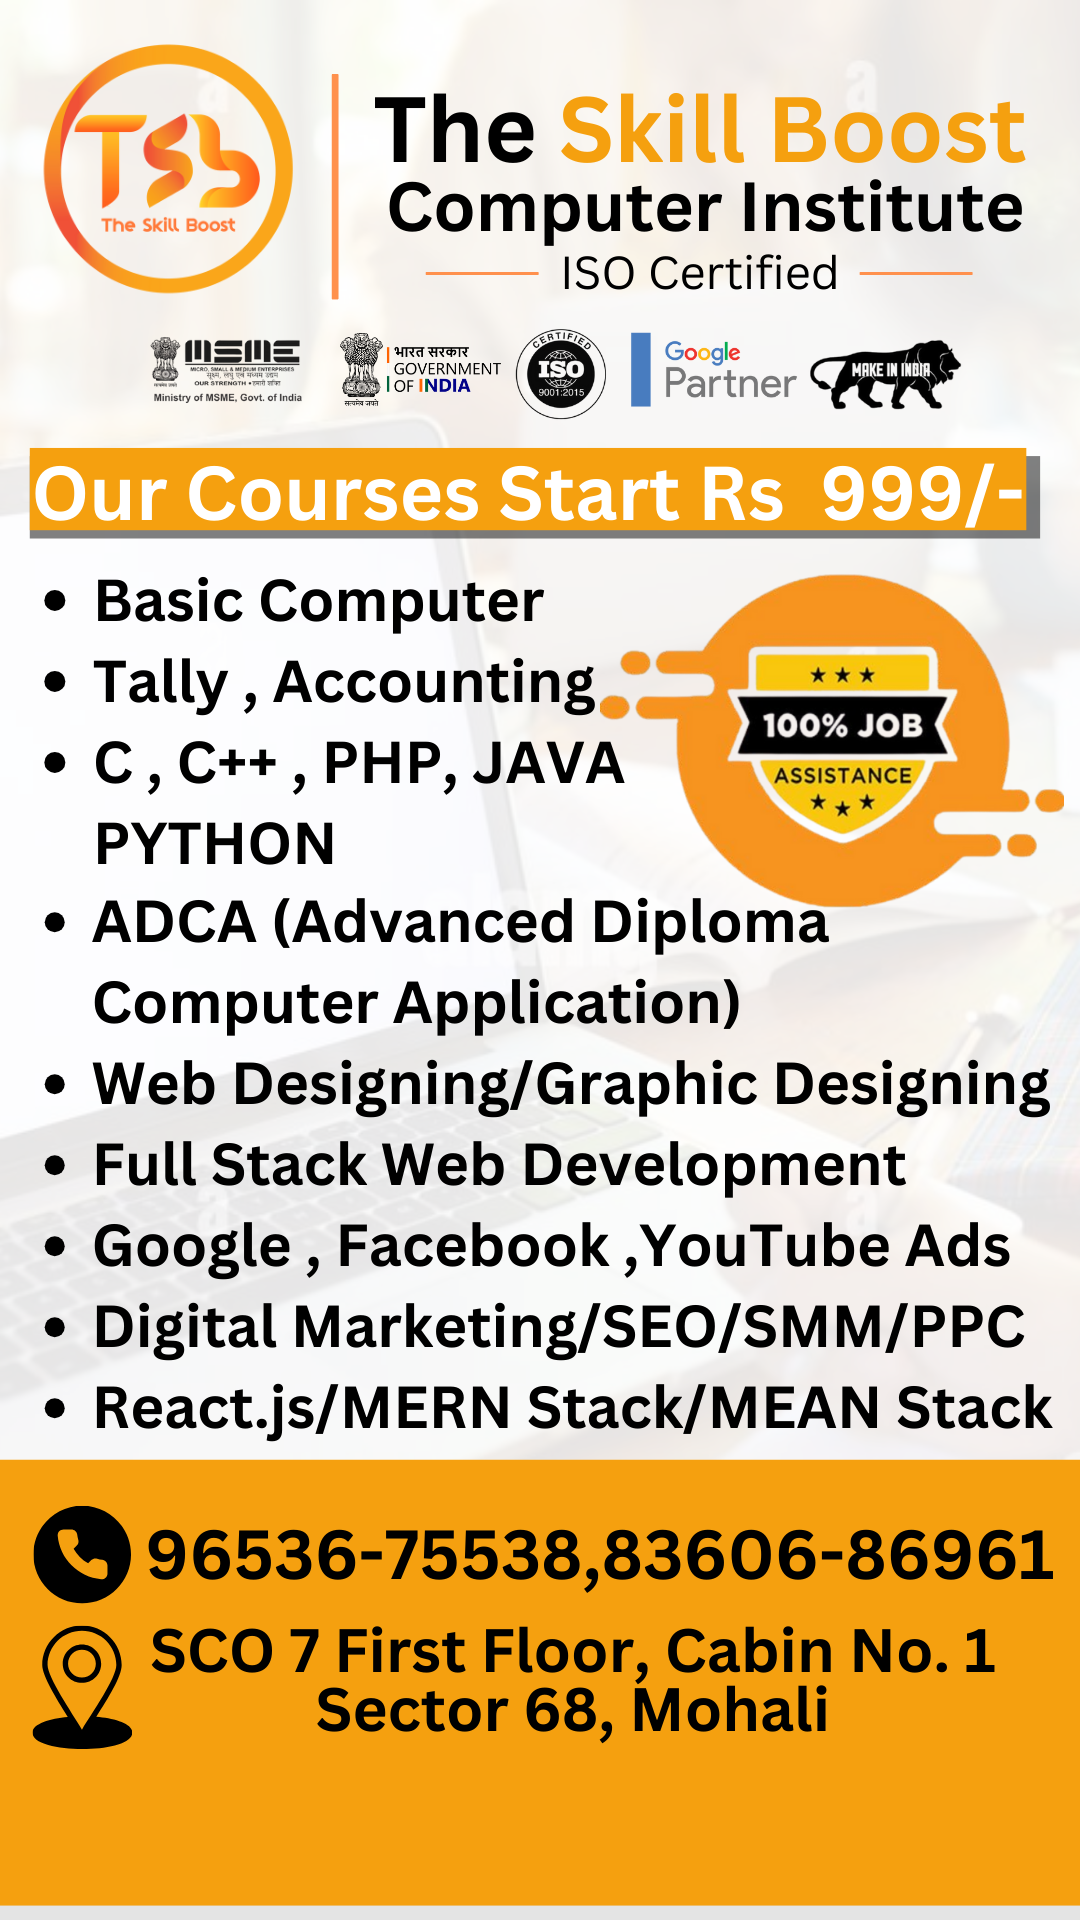 TSb
The Skill Boost
The Skill Boost
Computer Institute
ISO Certified
सत्यमेव जयते
MSME
MICRO, SMALL & MEDIUM ENTERPRISES
सूक्ष्म, लघु एवं मध्यम उद्यम
OUR STRENGTH • हमारी शक्ति
Ministry of MSME, Govt. of India
सत्यमेव जयते
भारत सरकार
GOVERNMENT
OF INDIA
CERTIFIED
ISO
9001:2015
Google
Partner
MAKE IN INDIA
Our Courses Start Rs 999/-
• Basic Computer
• Tally , Accounting
• C , C++ , PHP, JAVA
PYTHON
100% JOB
ASSISTANCE
• ADCA (Advanced Diploma
Computer Application)
• Web Designing/Graphic Designing
• Full Stack Web Development
• Google , Facebook ,YouTube Ads
• Digital Marketing/SEO/SMM/PPC
• React.js/MERN Stack/MEAN Stack
96536-75538,83606-86961
SCO 7 First Floor, Cabin No. 1
Sector 68, Mohali